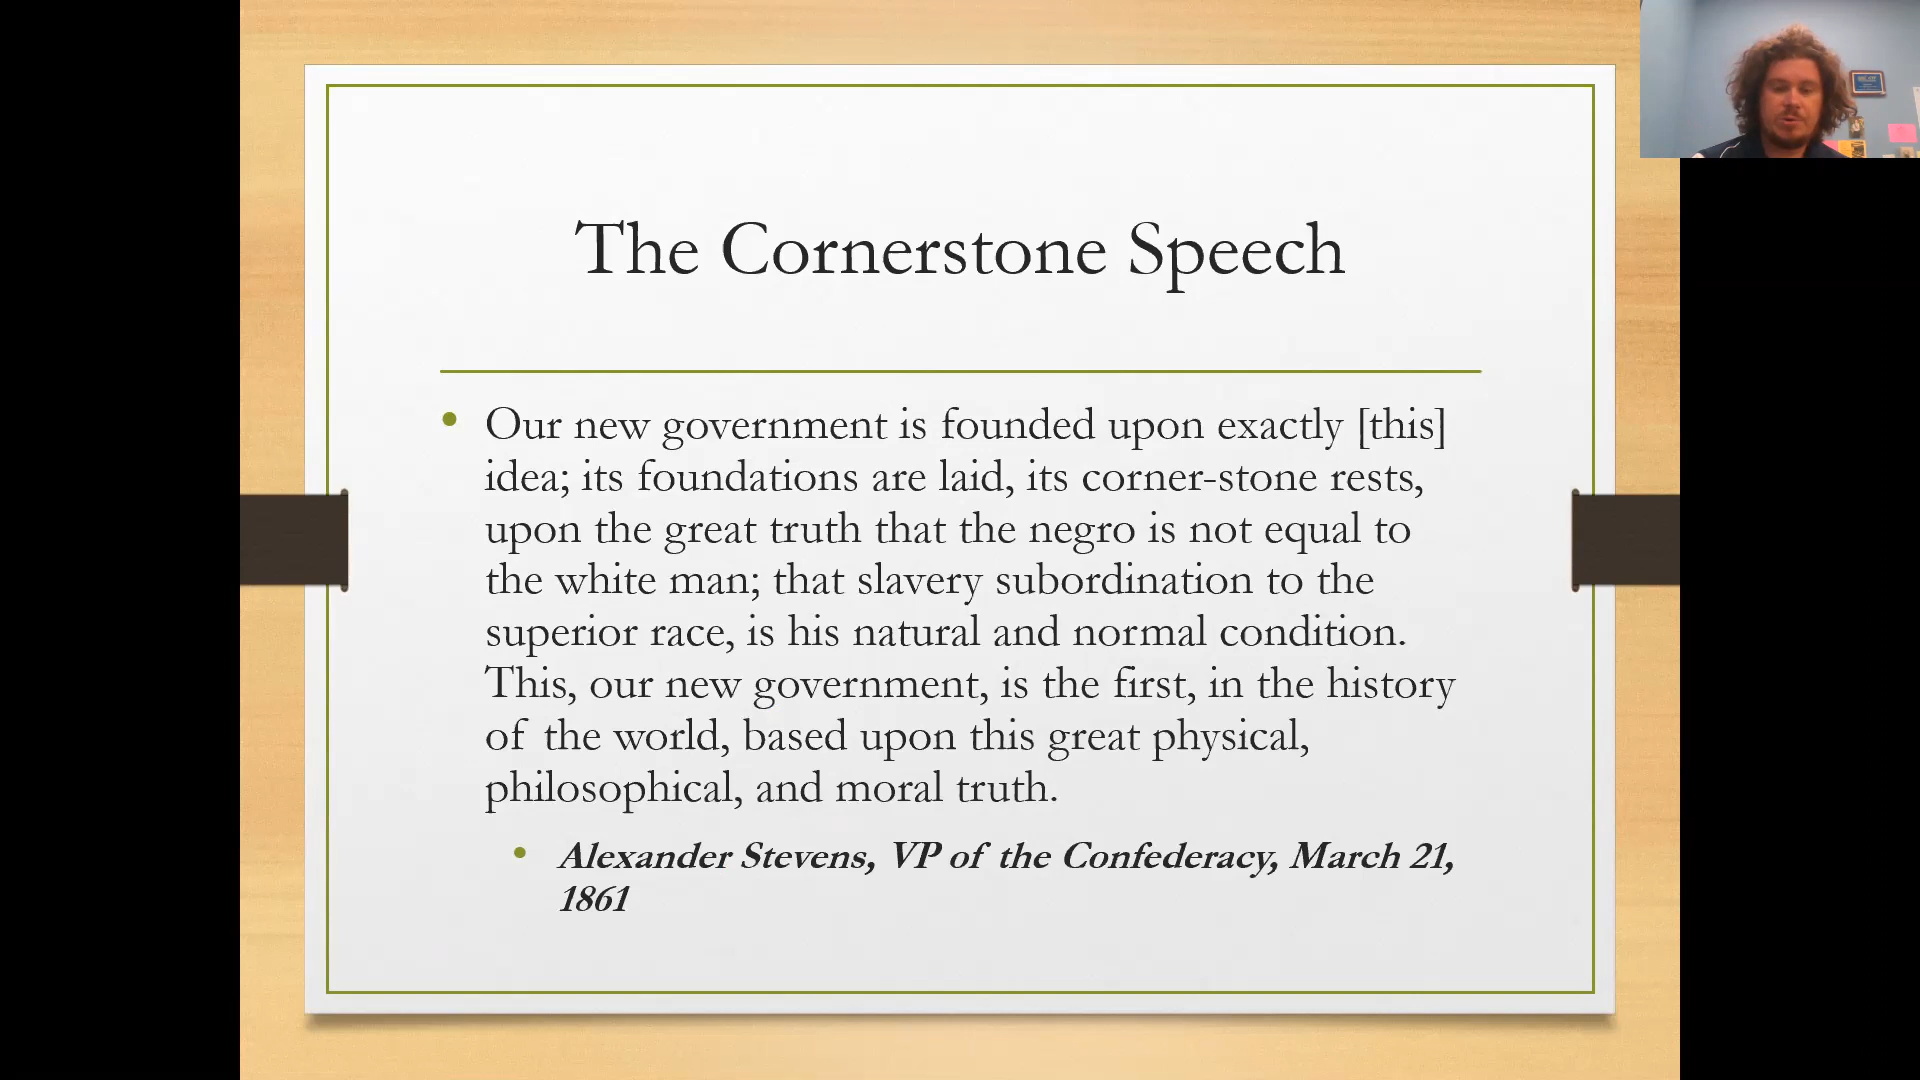 The Cornerstone Speech
• Our new government is founded upon exactly [this]
idea; its foundations are laid, its corner-stone rests,
upon the great truth that the negro is not equal to
the white man; that slavery subordination to the
superior race, is his natural and normal condition.
This, our new government, is the first, in the history
of the world, based upon this great physical,
philosophical, and moral truth.
• Alexander Stevens, VP of the Confederacy, March 21,
1861